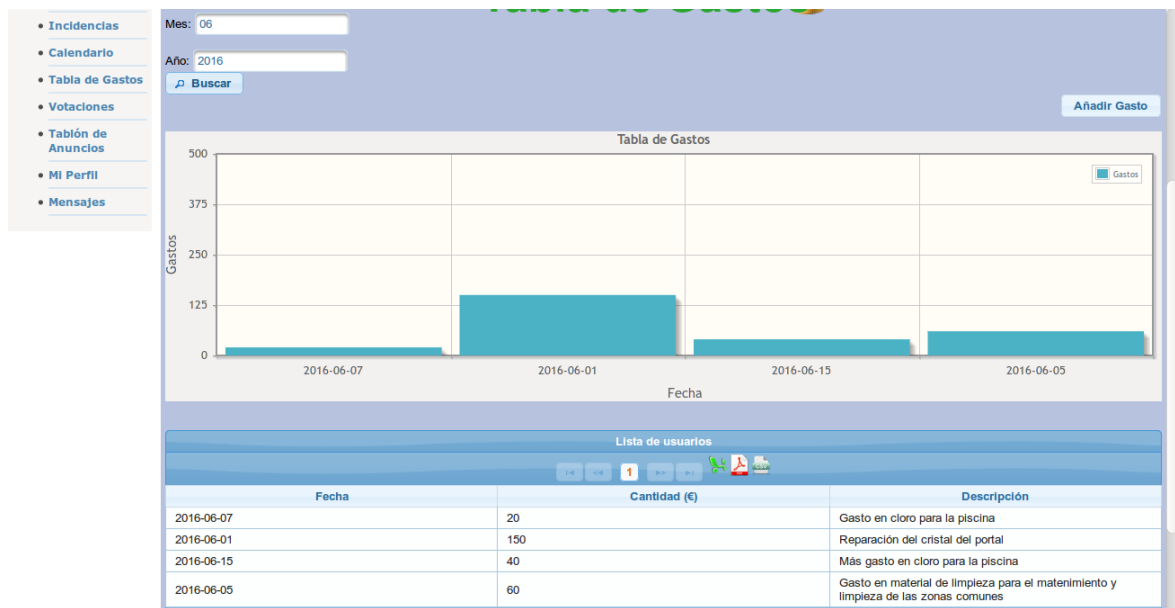 Tabla de Gastos
Incidencias
Calendario
Tabla de Gastos
Votaciones
Tablón de
Anuncios
Mi Perfil
Mensajes
Mes: 06
Año: 2016
Buscar
Añadir Gasto
Tabla de Gastos
500
375
250
125
0
Gastos
Gastos
2016-06-07 2016-06-01 2016-06-15 2016-06-05
Fecha
Lista de usuarios
1
Fecha Cantidad (€) Descripción
2016-06-07 20 Gasto en cloro para la piscina
2016-06-01 150 Reparación del cristal del portal
2016-06-15 40 Más gasto en cloro para la piscina
2016-06-05 60 Gasto en material de limpieza para el matenimiento y
limpieza de las zonas comunes